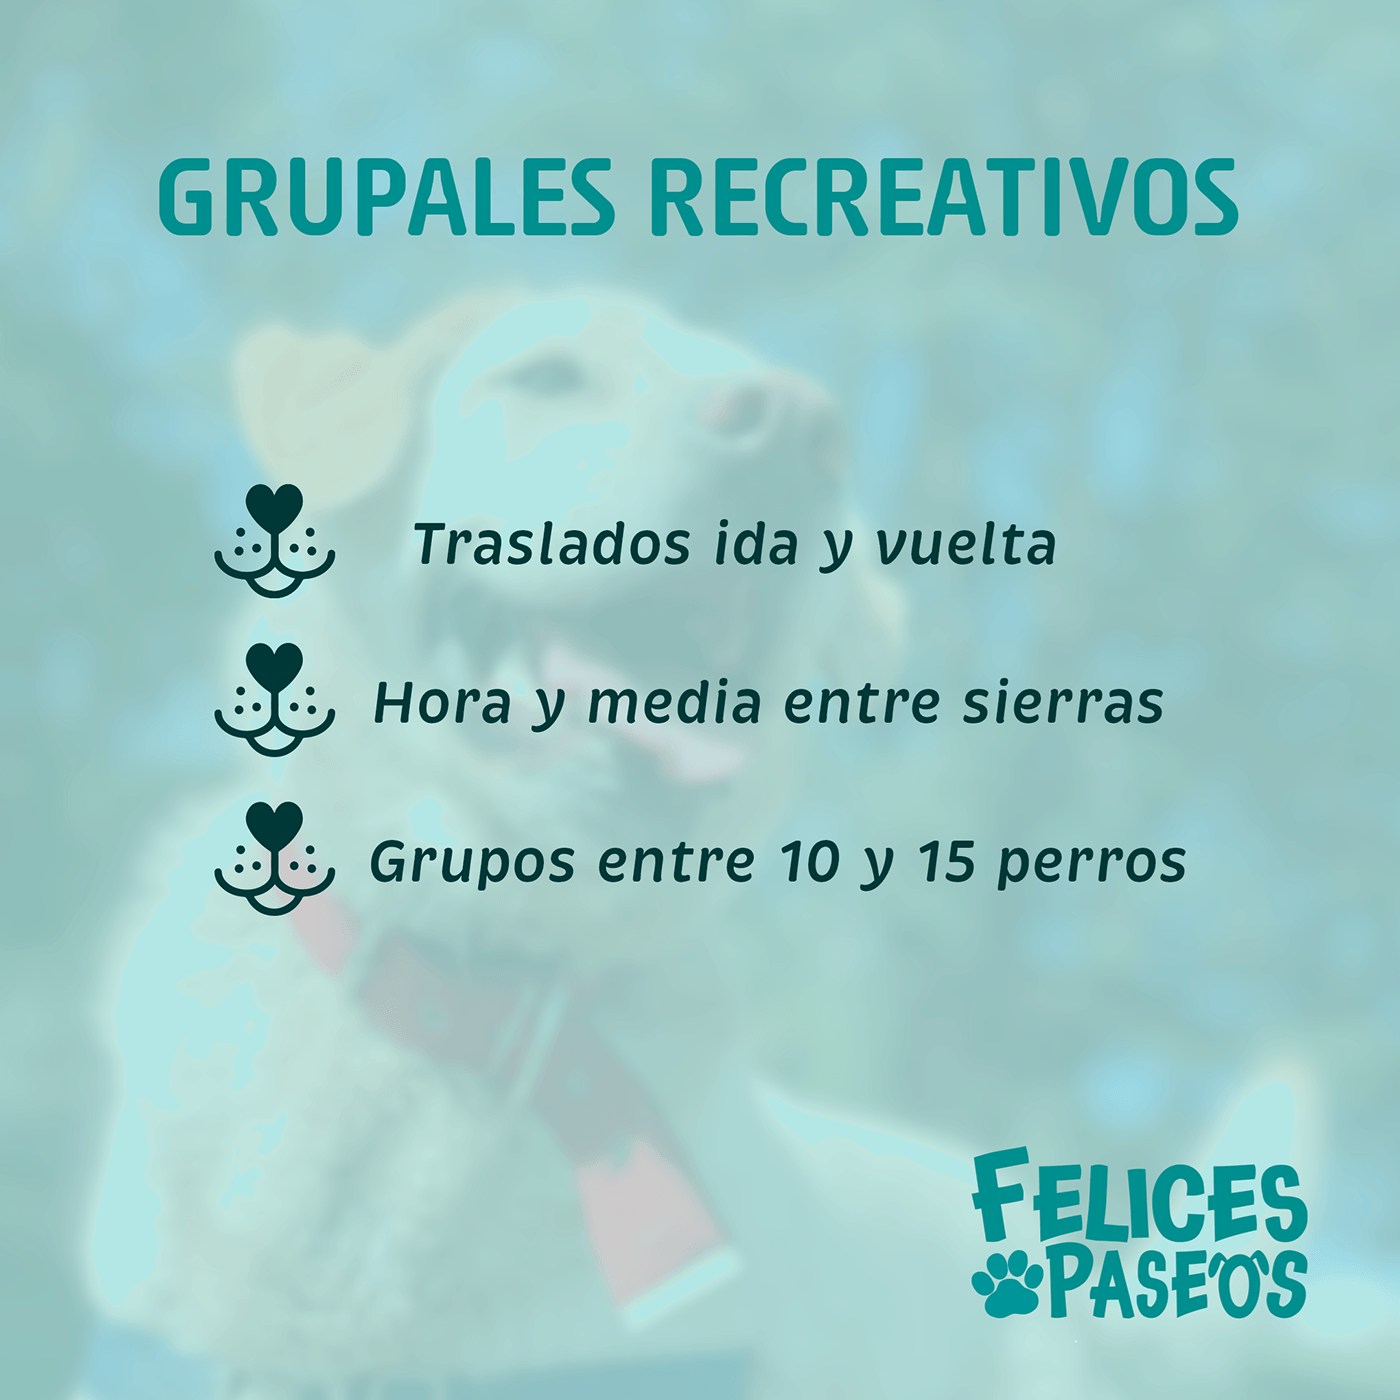 GRUPALES RECREATIVOS
Traslados ida y vuelta
Hora y media entre sierras
Grupos entre 10 y 15 perros
FELICES
PASEOS